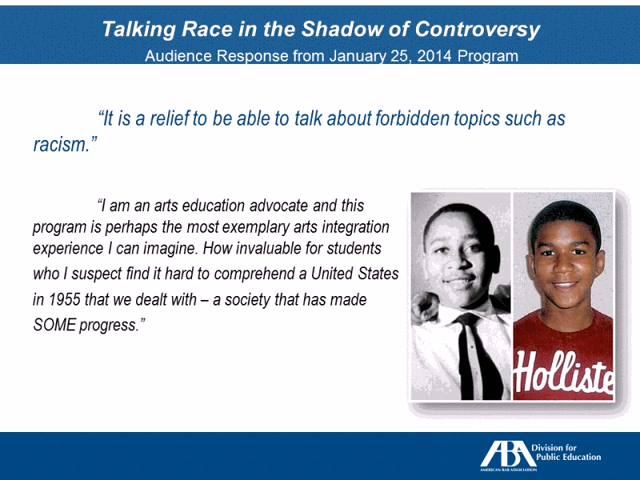 Talking Race in the Shadow of Controversy
Audience Response from January 25, 2014 Program
“It is a relief to be able to talk about forbidden topics such as
racism.”
“I am an arts education advocate and this
program is perhaps the most exemplary arts integration
experience I can imagine. How invaluable for students
who I suspect find it hard to comprehend a United States
in 1955 that we dealt with – a society that has made
SOME progress.”
Holliste
ABA
AMERICAN BAR ASSOCIATION
Division for
Public Education